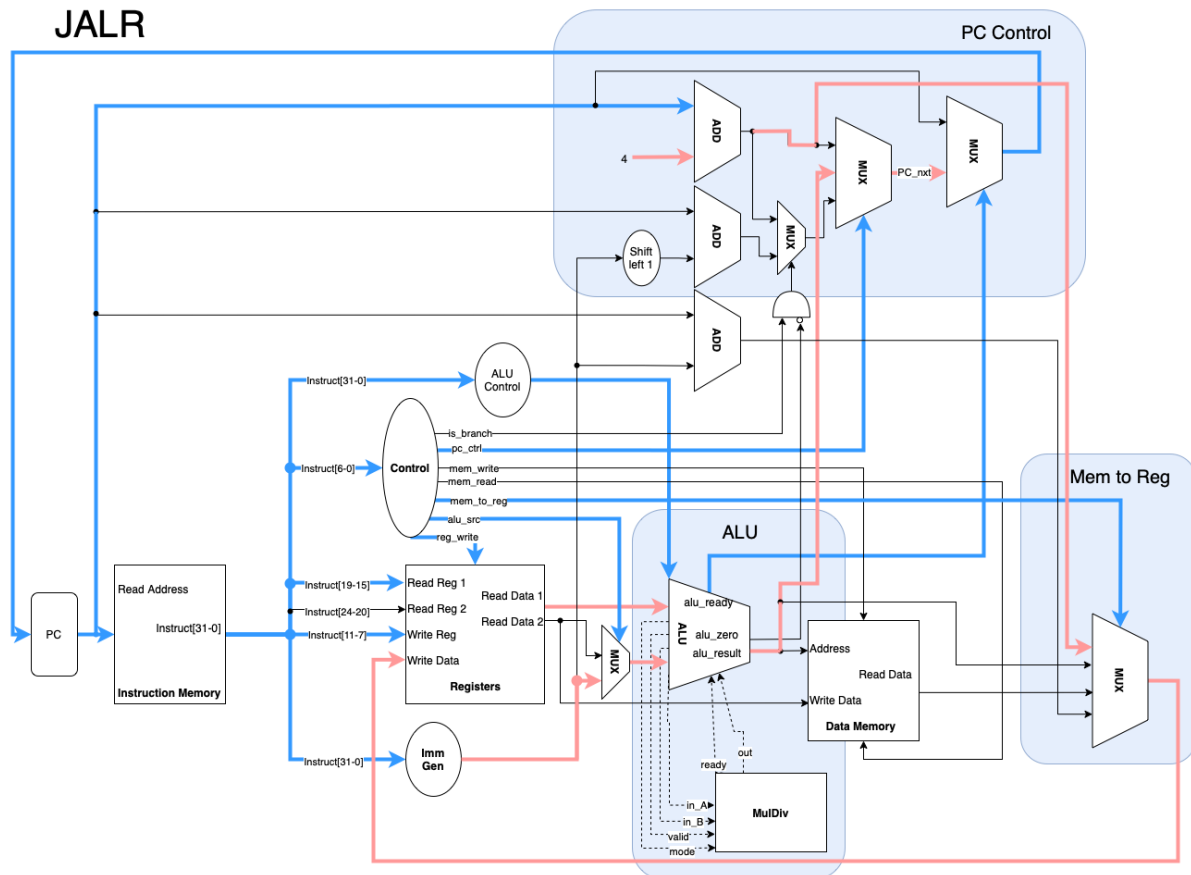 JALR
PC Control
ADD
4
MUX
MUX
PC_nxt
ADD
MUX
Shift
left 1
ADD
Instruct[31-0]
ALU
Control
is_branch
pc_ctrl
Instruct[6-0]
Control
mem_write
mem_read
mem_to_reg
alu_src
reg_write
Mem to Reg
ALU
Read Address
Instruct[31-0]
Instruction Memory
PC
Instruct[19-15]
Instruct[24-20]
Instruct[11-7]
Read Reg 1
Read Reg 2
Write Reg
Write Data
Read Data 1
Read Data 2
Registers
MUX
ALU
alu_ready
alu_zero
alu_result
Address
Read Data
Write Data
Data Memory
MUX
Instruct[31-0]
Imm
Gen
out
ready
in_A
in_B
valid
mode
MulDiv